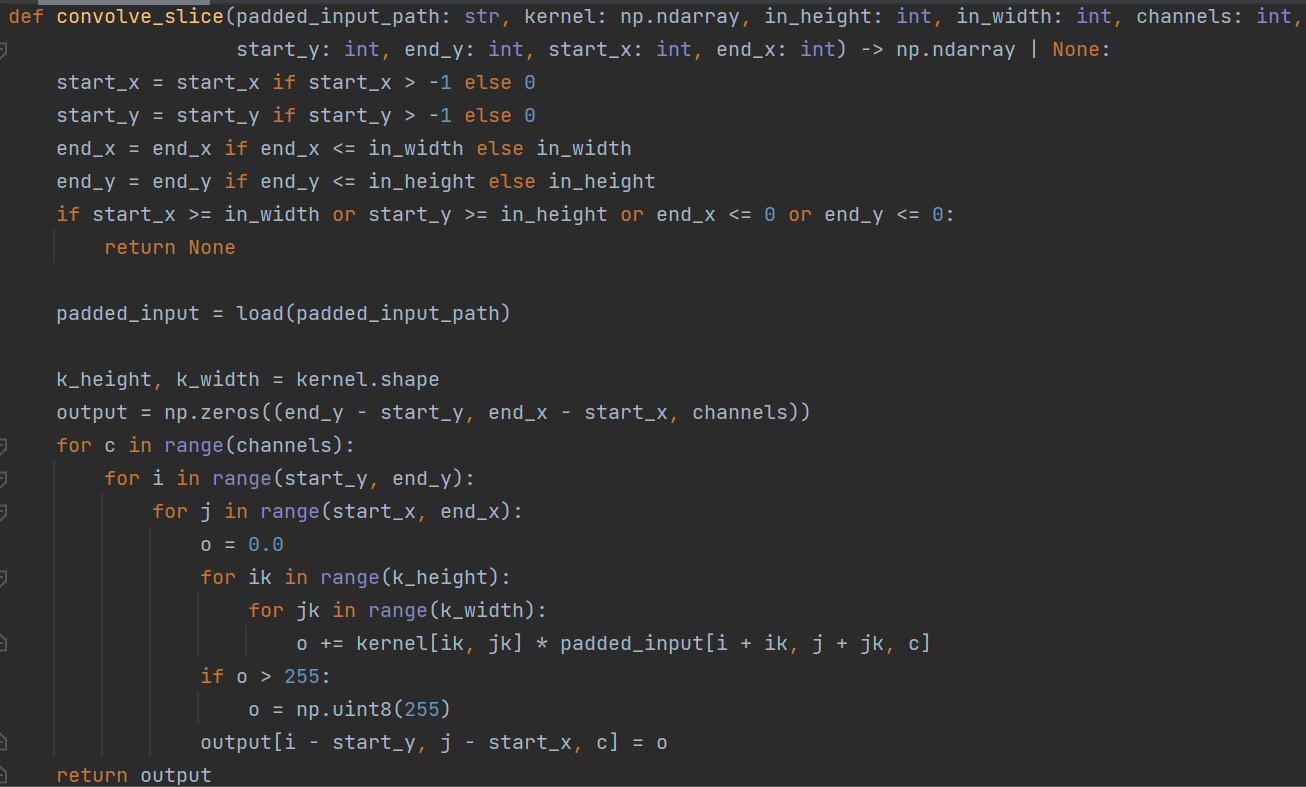 def convolve_slice(padded_input_path: str, kernel: np.ndarray, in_height: int, in_width: int, channels: int,
                   start_y: int, end_y: int, start_x: int, end_x: int) -> np.ndarray | None:
    start_x = start_x if start_x > -1 else 0
    start_y = start_y if start_y > -1 else 0
    end_x = end_x if end_x <= in_width else in_width
    end_y = end_y if end_y <= in_height else in_height
    if start_x >= in_width or start_y >= in_height or end_x <= 0 or end_y <= 0:
        return None

    padded_input = load(padded_input_path)

    k_height, k_width = kernel.shape
    output = np.zeros((end_y - start_y, end_x - start_x, channels))
    for c in range(channels):
        for i in range(start_y, end_y):
            for j in range(start_x, end_x):
                o = 0.0
                for ik in range(k_height):
                    for jk in range(k_width):
                        o += kernel[ik, jk] * padded_input[i + ik, j + jk, c]
                if o > 255:
                    o = np.uint8(255)
                output[i - start_y, j - start_x, c] = o
    return output